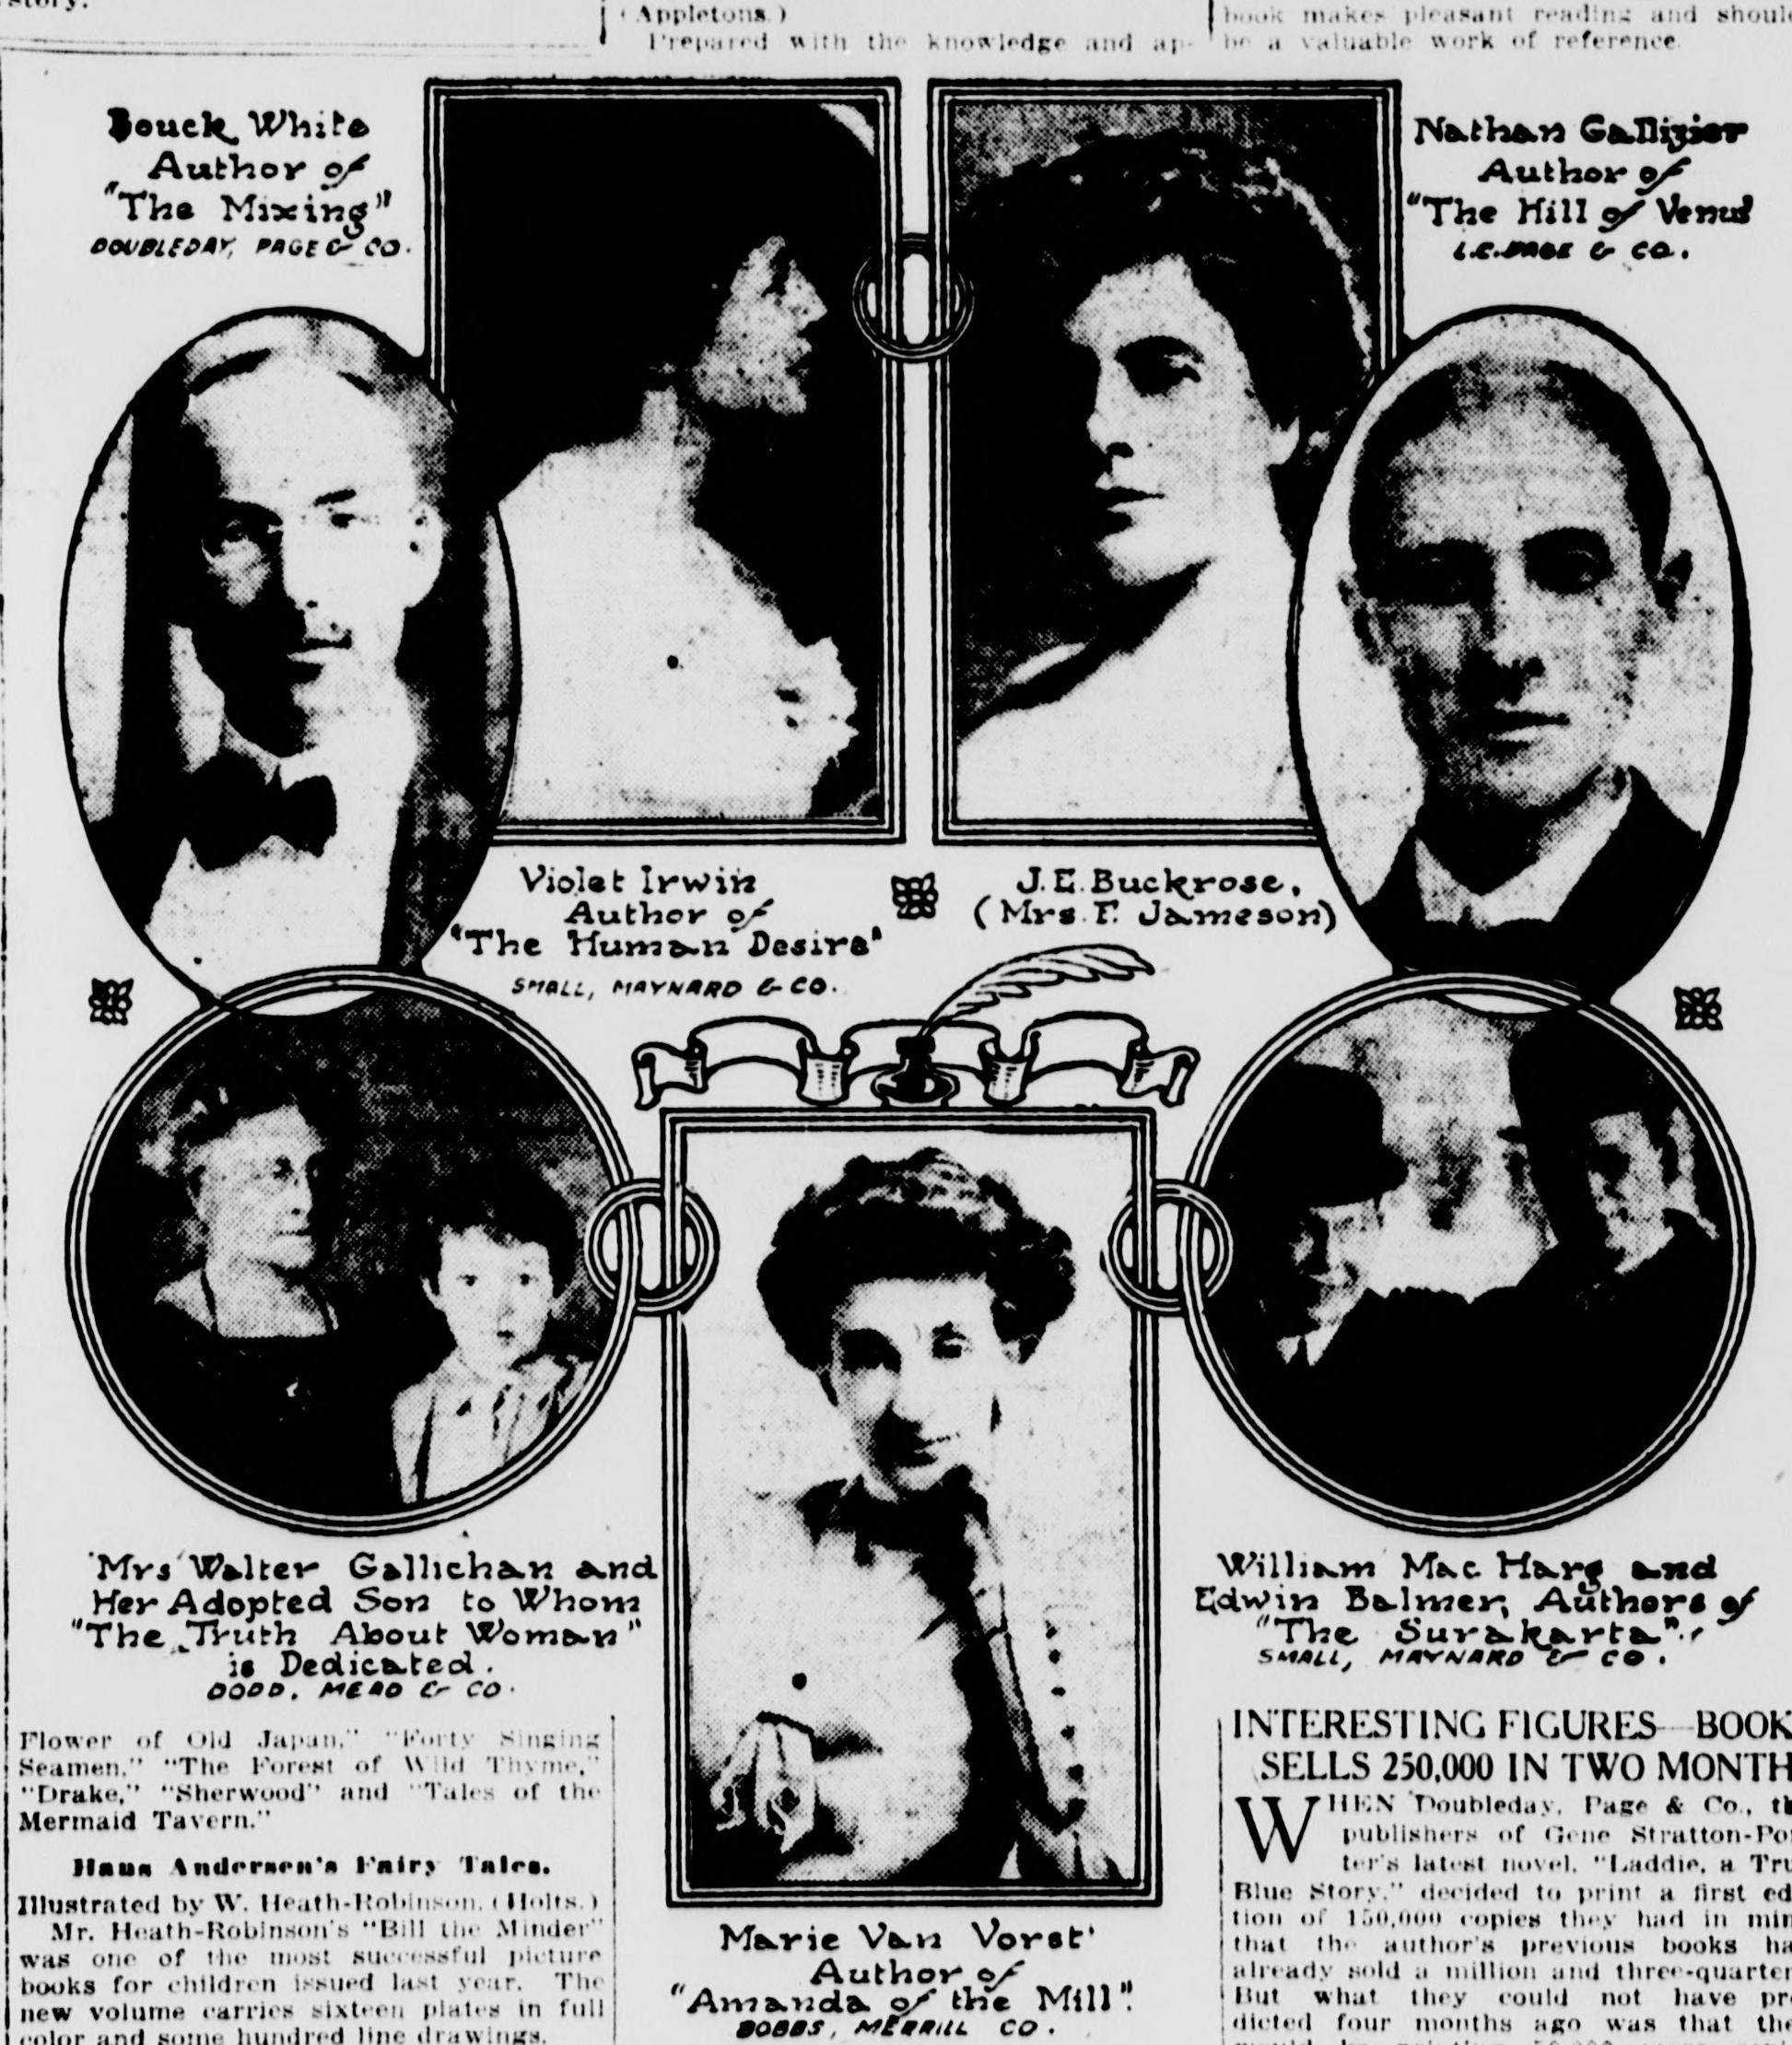 story.
(Appletons.)
Prepared with the knowledge and ap-
book makes pleasant reading and should
be a valuable work of reference.
Bouck White
Author of
"The Mixing"
DOUBLEDAY, PAGE & CO.
Nathan Gallizier
Author of
"The Hill of Venus"
L.C. PAGE & CO.
Violet Irwin
Author of
"The Human Desire"
SMALL, MAYNARD & CO.
J. E. Buckrose,
(Mrs. F. Jameson)
Mrs Walter Gallichan and
Her Adopted Son to Whom
"The Truth About Woman"
is Dedicated.
DODD, MEAD & CO.
William Mac Harg and
Edwin Balmer, Authors of
"The Surakarta".
SMALL, MAYNARD & CO.
Marie Van Vorst
Author of
"Amanda of the Mill".
BOBBS, MERRILL CO.
Flower of Old Japan," "Forty Singing
Seamen," "The Forest of Wild Thyme,"
"Drake," "Sherwood" and "Tales of the
Mermaid Tavern."
Hans Andersen's Fairy Tales.
Illustrated by W. Heath-Robinson. (Holts.)
Mr. Heath-Robinson's "Bill the Minder"
was one of the most successful picture
books for children issued last year. The
new volume carries sixteen plates in full
color and some hundred line drawings.
INTERESTING FIGURES—BOOK
SELLS 250,000 IN TWO MONTH
WHEN Doubleday, Page & Co., th
publishers of Gene Stratton-Por
ter's latest novel, "Laddie, a Tru
Blue Story," decided to print a first ed
tion of 150,000 copies they had in min
that the author's previous books ha
already sold a million and three-quarter
But what they could not have pre
dicted four months ago was that the